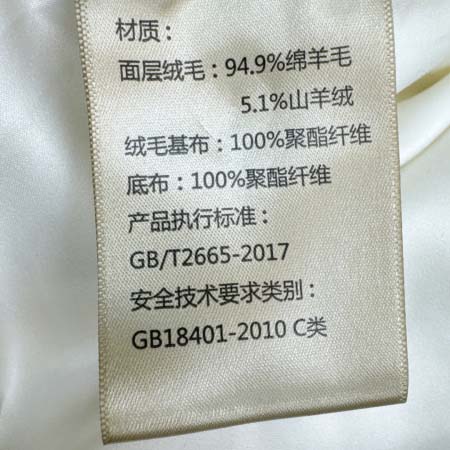 材质：
面层绒毛：94.9%绵羊毛
5.1%山羊绒
绒毛基布：100%聚酯纤维
底布：100%聚酯纤维
产品执行标准：
GB/T2665-2017
安全技术要求类别：
GB18401-2010 C类